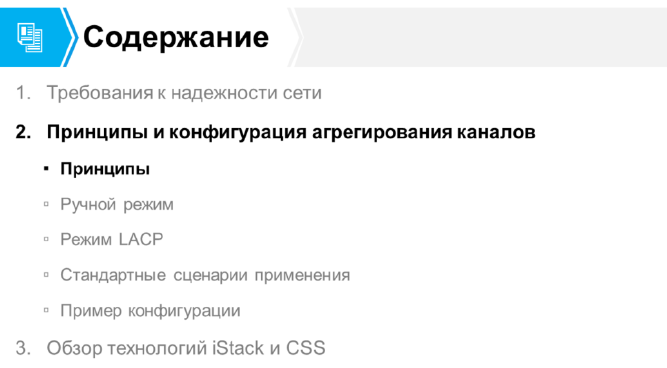 Содержание
1. Требования к надежности сети
2. Принципы и конфигурация агрегирования каналов
▪ Принципы
▫ Ручной режим
▫ Режим LACP
▫ Стандартные сценарии применения
▫ Пример конфигурации
3. Обзор технологий iStack и CSS